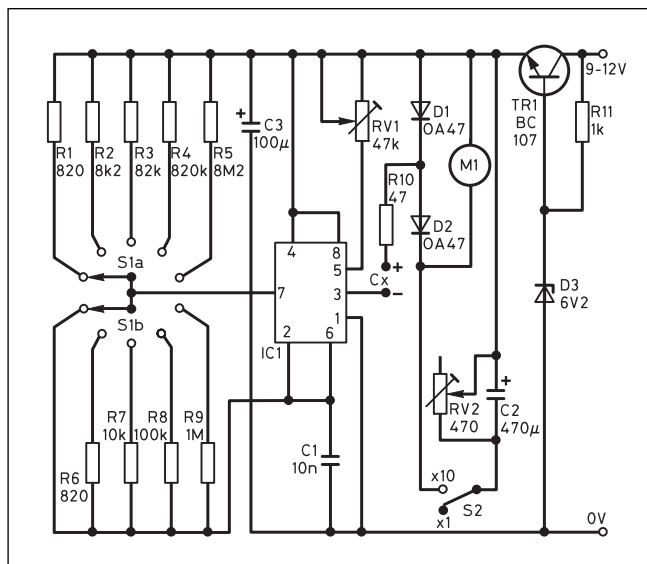 9-12V
TR1
BC
107
R11
1k
D1
OA47
C3
100µ
RV1
47k
M1
R1
820
R2
8k2
R3
82k
R4
820k
R5
8M2
R10
47
D2
OA47
S1a
4
8
5
Cx
+
+
7
3
-
D3
6V2
S1b
2
1
6
IC1
+
RV2
470
C2
470µ
+
R7
10k
R8
100k
R9
1M
C1
10n
R6
820
x10
S2
x1
0V